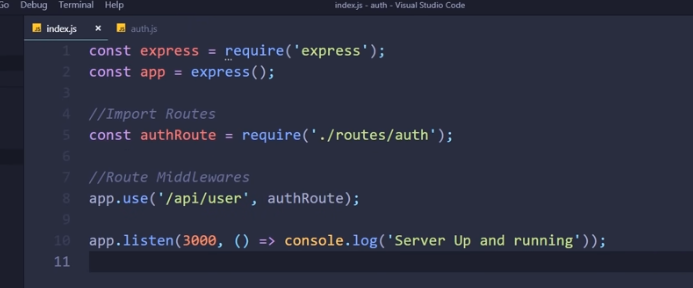 Go Debug Terminal Help index.js - auth - Visual Studio Code
index.js × auth.js
1 const express = require('express');
2 const app = express();
3
4 //Import Routes
5 const authRoute = require('./routes/auth');
6
7 //Route Middlewares
8 app.use('/api/user', authRoute);
9
10 app.listen(3000, () => console.log('Server Up and running'));
11